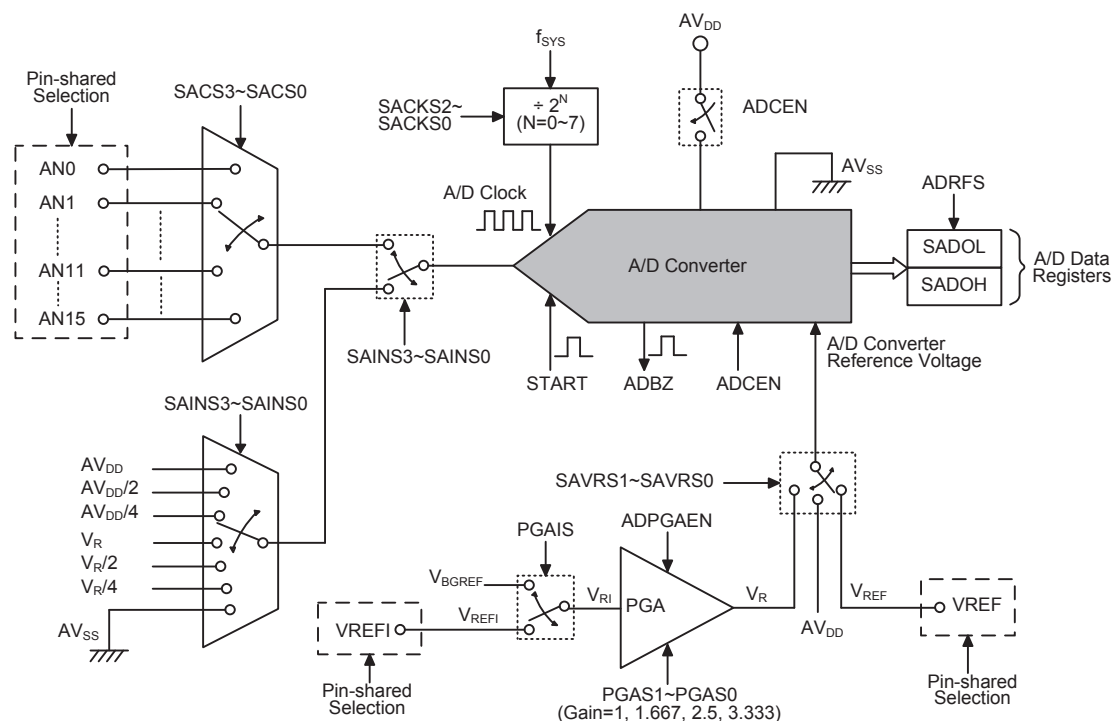 AVDD
fSYS
Pin-shared
Selection
SACS3~SACS0
SACKS2~
SACKS0
÷ 2N
(N=0~7)
ADCEN
AVSS
AN0
AN1
AN11
AN15
A/D Clock
ADRFS
A/D Converter
SADOL
SADOH
A/D Data
Registers
SAINS3~SAINS0
START
ADBZ
ADCEN
A/D Converter
Reference Voltage
SAINS3~SAINS0
AVDD
AVDD/2
AVDD/4
VR
VR/2
VR/4
AVSS
SAVRS1~SAVRS0
PGAIS
ADPGAEN
VBGREF
VREFI
VREFI
VRI
PGA
VR
AVDD
VREF
VREF
Pin-shared
Selection
PGAS1~PGAS0
(Gain=1, 1.667, 2.5, 3.333)
Pin-shared
Selection